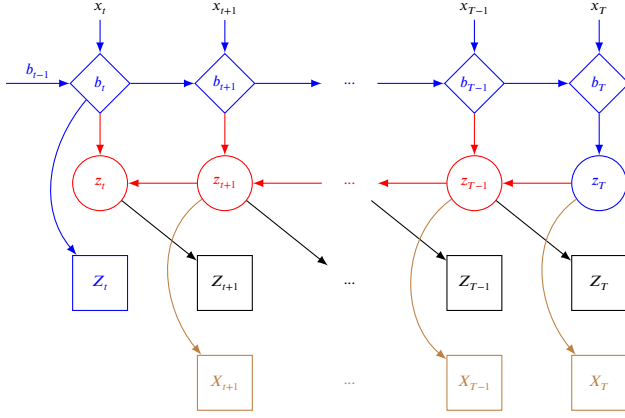 x_t x_{t+1} x_{T−1} x_T
b_{t−1} b_t b_{t+1} ... b_{T−1} b_T
z_t z_{t+1} ... z_{T−1} z_T
Z_t Z_{t+1} ... Z_{T−1} Z_T
X_{t+1} ... X_{T−1} X_T